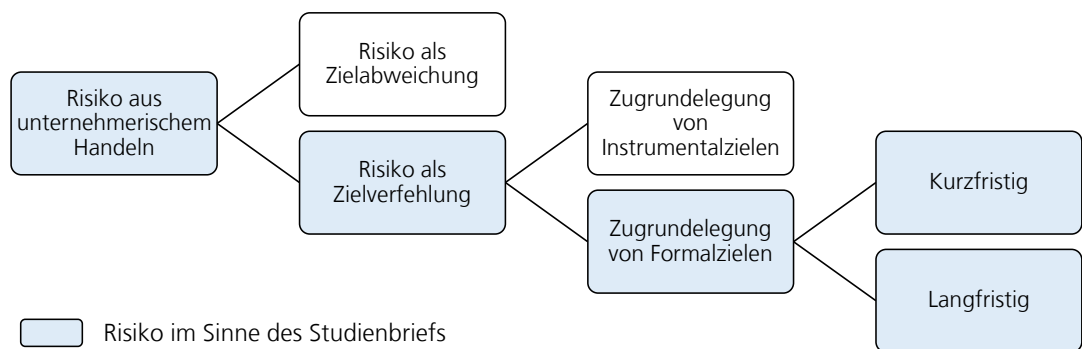 Risiko aus
unternehmerischem
Handeln
Risiko als
Zielabweichung
Risiko als
Zielverfehlung
Zugrundelegung
von
Instrumentalzielen
Zugrundelegung
von Formalzielen
Kurzfristig
Langfristig
Risiko im Sinne des Studienbriefs